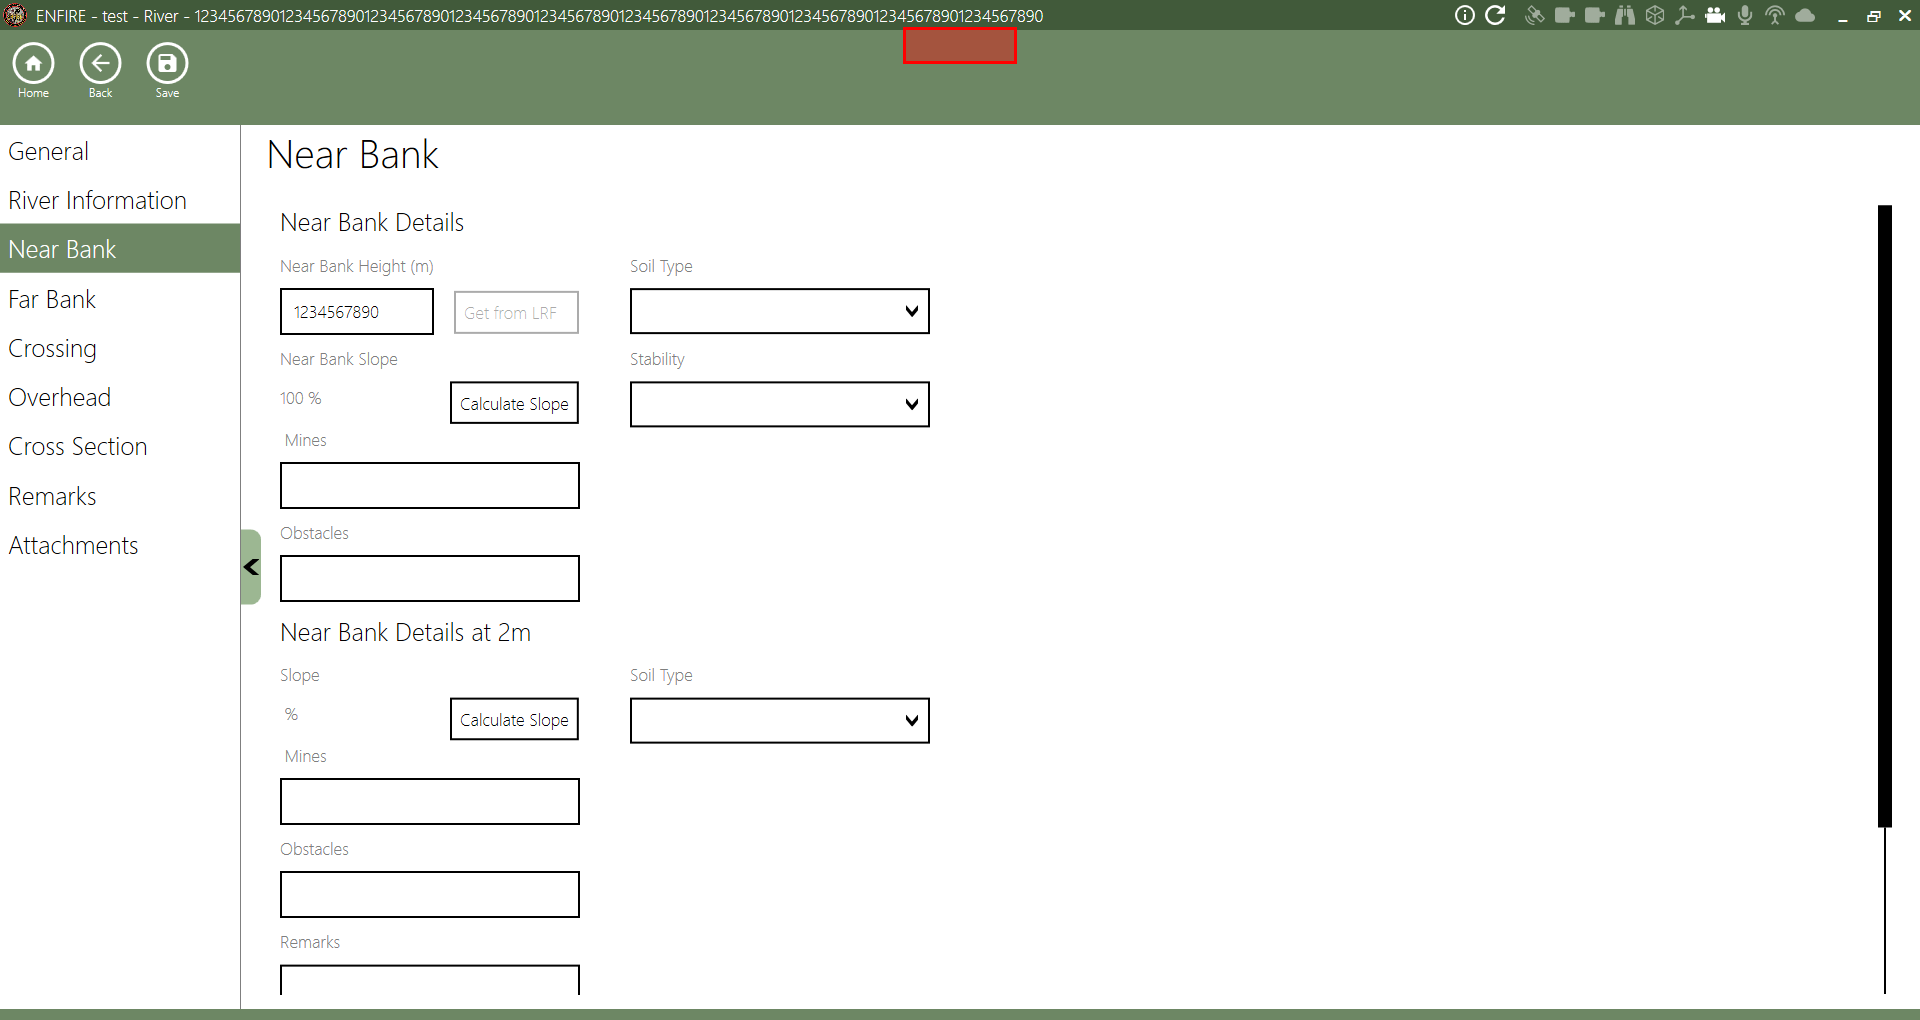 ENFIRE - test - River - 1234567890123456789012345678901234567890123456789012345678901234567890123456789012345678901234567890
Home
Back
Save
General
River Information
Near Bank
Far Bank
Crossing
Overhead
Cross Section
Remarks
Attachments
Near Bank
Near Bank Details
Near Bank Height (m)
Soil Type
1234567890
Get from LRF
Near Bank Slope
Stability
100 %
Calculate Slope
Mines
Obstacles
Near Bank Details at 2m
Slope
Soil Type
%
Calculate Slope
Mines
Obstacles
Remarks